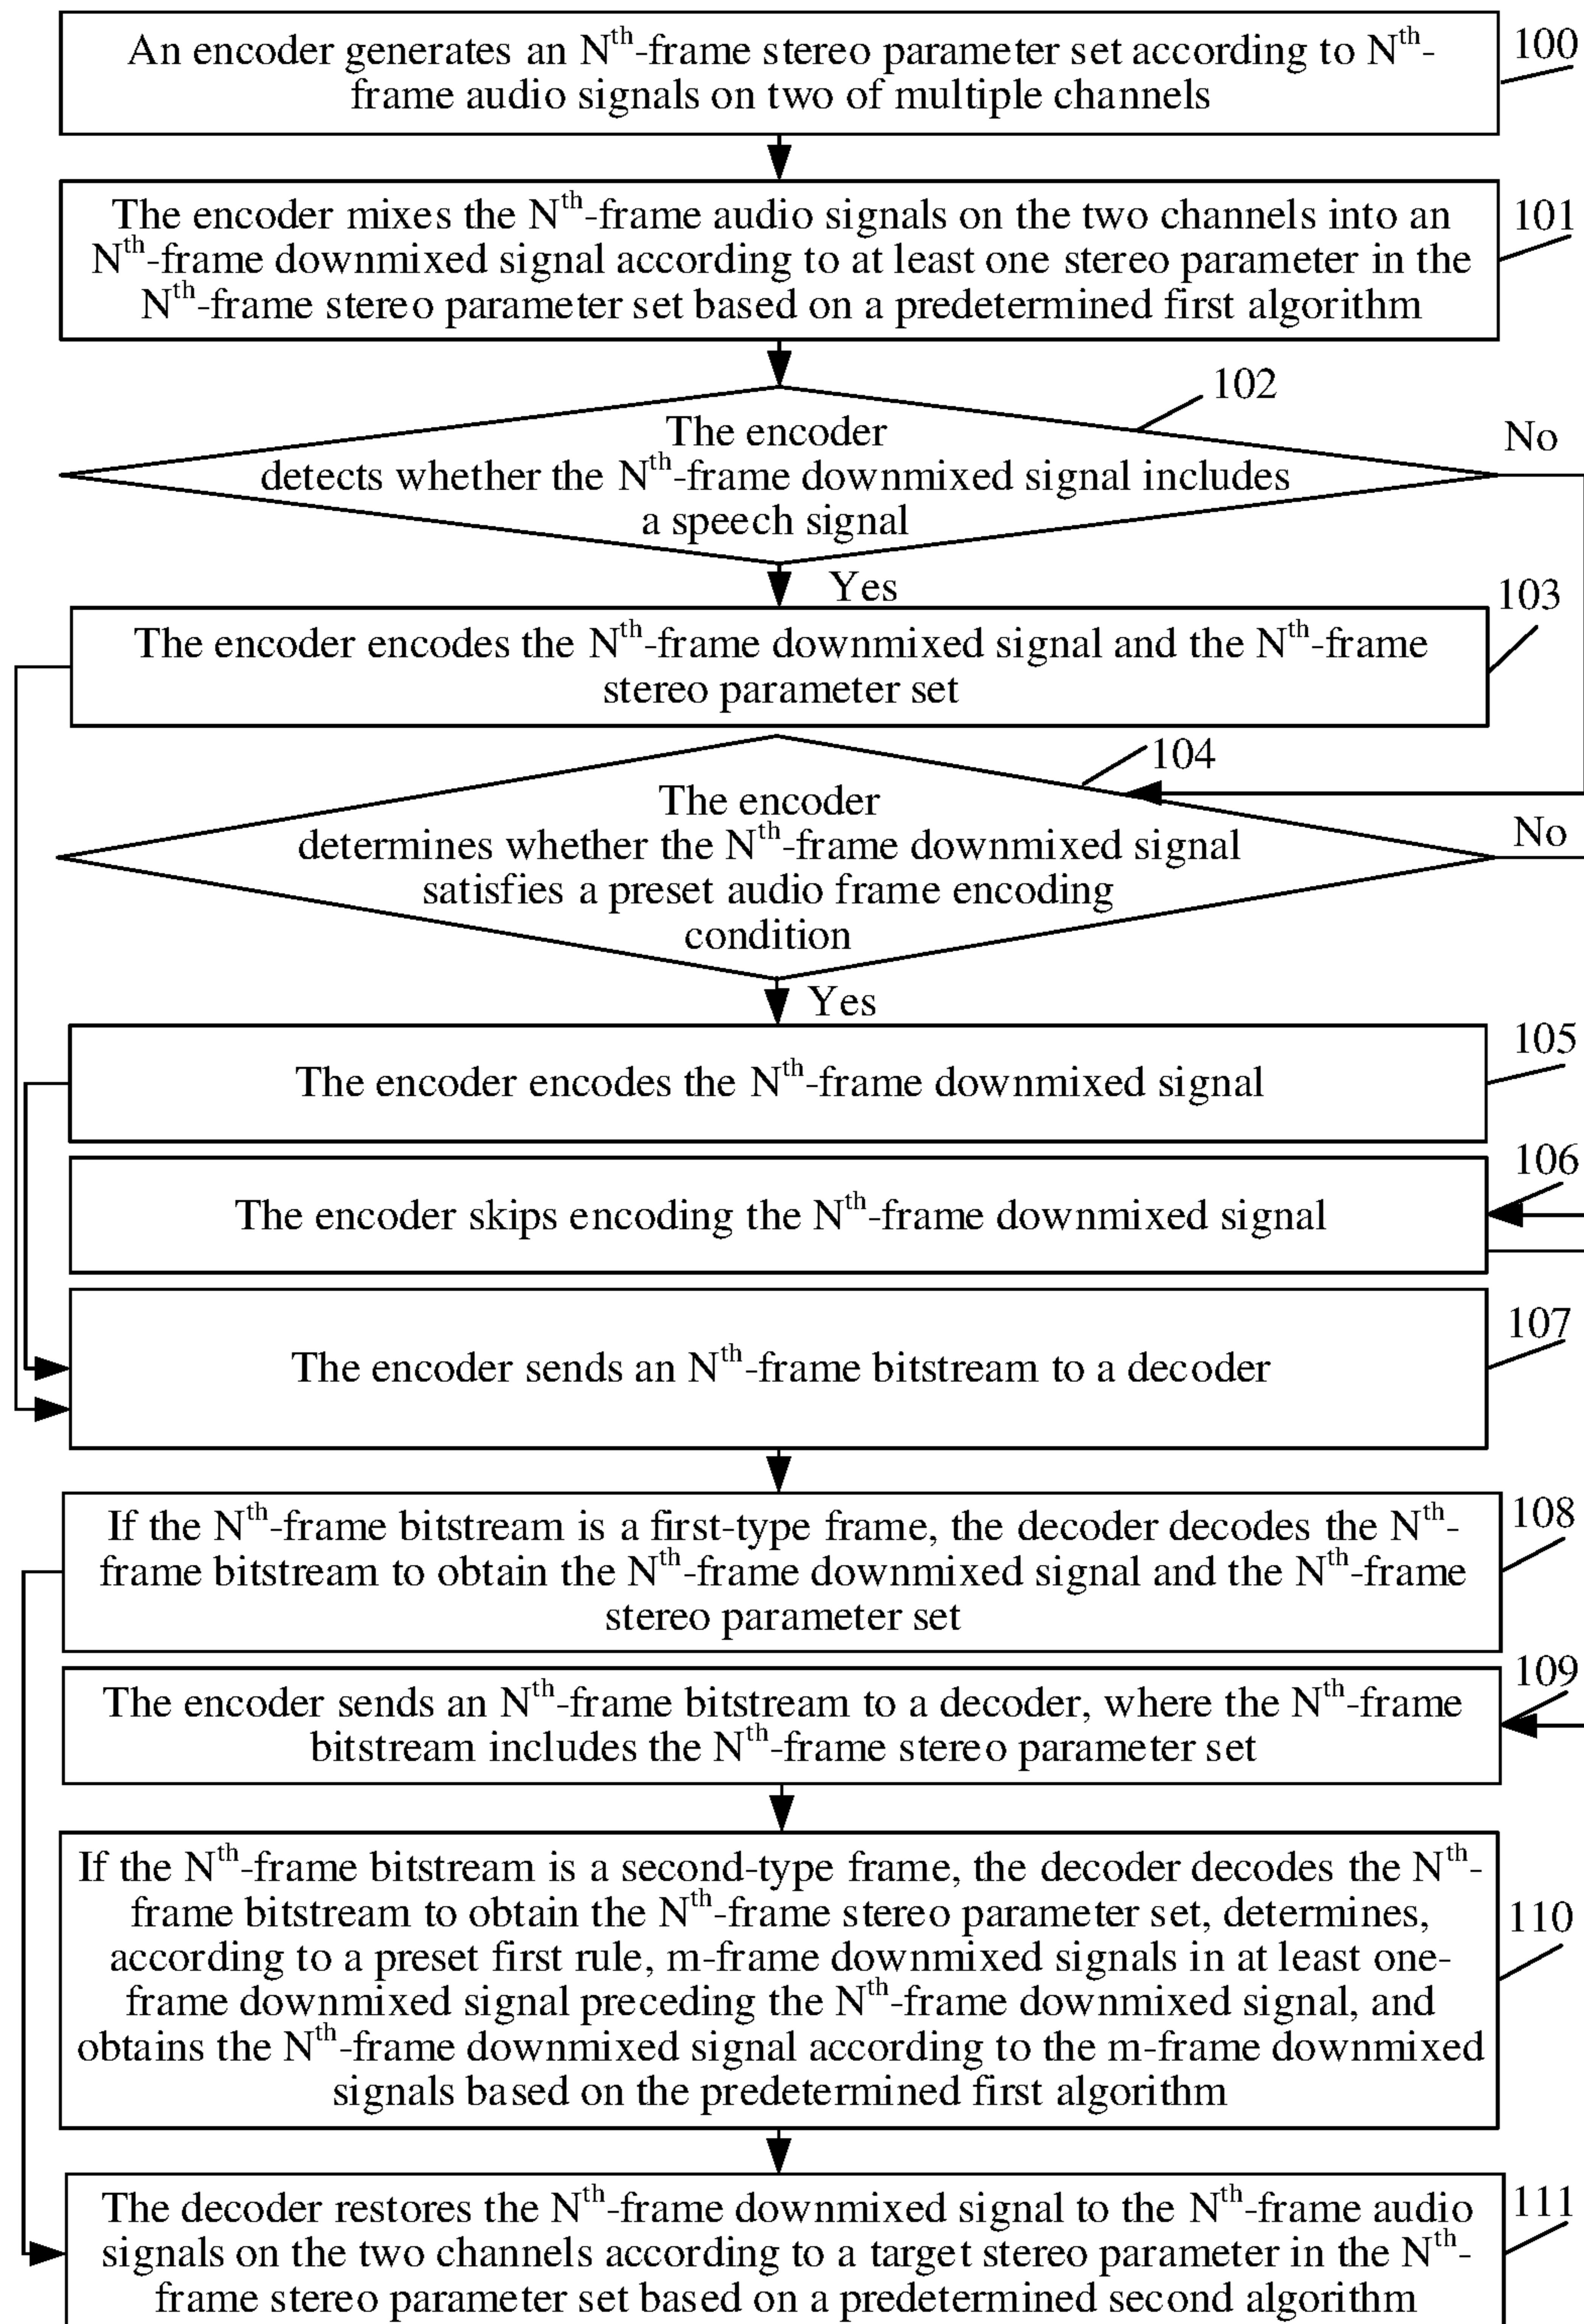 An encoder generates an Nth-frame stereo parameter set according to Nth-
frame audio signals on two of multiple channels
100
The encoder mixes the Nth-frame audio signals on the two channels into an
Nth-frame downmixed signal according to at least one stereo parameter in the
Nth-frame stereo parameter set based on a predetermined first algorithm
101
102
The encoder
detects whether the Nth-frame downmixed signal includes
a speech signal
No
Yes
103
The encoder encodes the Nth-frame downmixed signal and the Nth-frame
stereo parameter set
104
The encoder
determines whether the Nth-frame downmixed signal
satisfies a preset audio frame encoding
condition
No
Yes
105
The encoder encodes the Nth-frame downmixed signal
106
The encoder skips encoding the Nth-frame downmixed signal
107
The encoder sends an Nth-frame bitstream to a decoder
108
If the Nth-frame bitstream is a first-type frame, the decoder decodes the Nth-
frame bitstream to obtain the Nth-frame downmixed signal and the Nth-frame
stereo parameter set
109
The encoder sends an Nth-frame bitstream to a decoder, where the Nth-frame
bitstream includes the Nth-frame stereo parameter set
If the Nth-frame bitstream is a second-type frame, the decoder decodes the Nth-
frame bitstream to obtain the Nth-frame stereo parameter set, determines,
according to a preset first rule, m-frame downmixed signals in at least one-
frame downmixed signal preceding the Nth-frame downmixed signal, and
obtains the Nth-frame downmixed signal according to the m-frame downmixed
signals based on the predetermined first algorithm
110
The decoder restores the Nth-frame downmixed signal to the Nth-frame audio
signals on the two channels according to a target stereo parameter in the Nth-
frame stereo parameter set based on a predetermined second algorithm
111